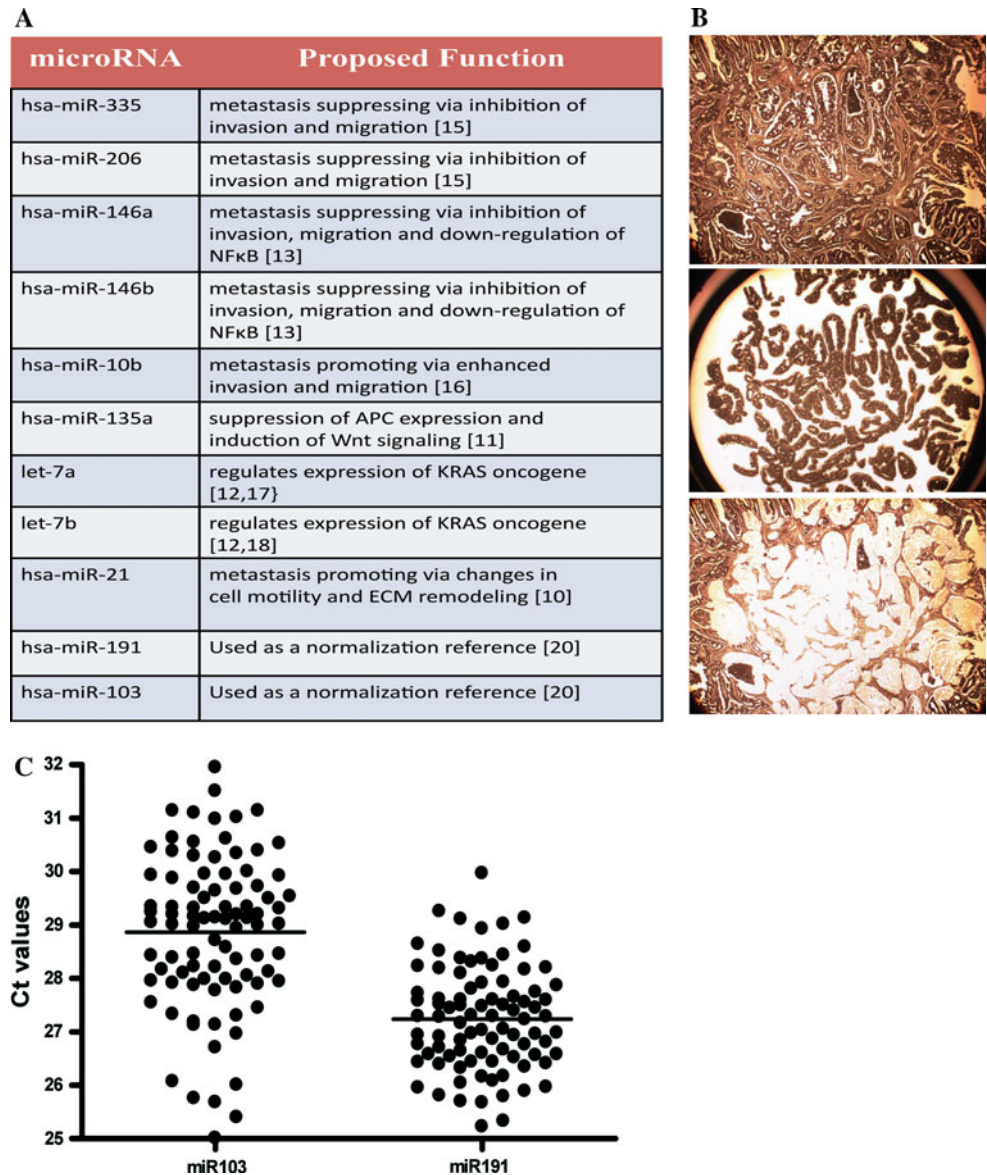 A
microRNA Proposed Function
hsa-miR-335 metastasis suppressing via inhibition of
invasion and migration [15]
hsa-miR-206 metastasis suppressing via inhibition of
invasion and migration [15]
hsa-miR-146a metastasis suppressing via inhibition of
invasion, migration and down-regulation of
NFκB [13]
hsa-miR-146b metastasis suppressing via inhibition of
invasion, migration and down-regulation of
NFκB [13]
hsa-miR-10b metastasis promoting via enhanced
invasion and migration [16]
hsa-miR-135a suppression of APC expression and
induction of Wnt signaling [11]
let-7a regulates expression of KRAS oncogene
[12,17}
let-7b regulates expression of KRAS oncogene
[12,18]
hsa-miR-21 metastasis promoting via changes in
cell motility and ECM remodeling [10]
hsa-miR-191 Used as a normalization reference [20]
hsa-miR-103 Used as a normalization reference [20]
B
C
Ct values
32
31
30
29
28
27
26
25
miR103 miR191